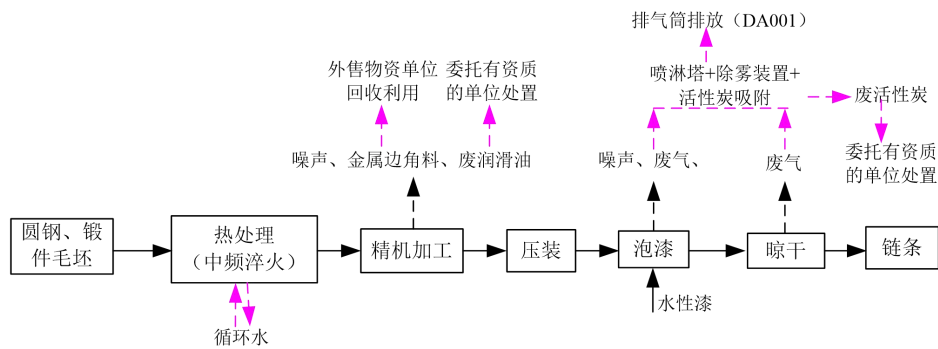 排气筒排放（DA001）
外售物资单位
回收利用
委托有资质
的单位处置
喷淋塔+除雾装置+
活性炭吸附
废活性炭
噪声、金属边角料、废润滑油
噪声、废气、
废气
委托有资质
的单位处置
圆钢、锻
件毛坯
热处理
（中频淬火）
精机加工
压装
泡漆
晾干
链条
循环水
水性漆